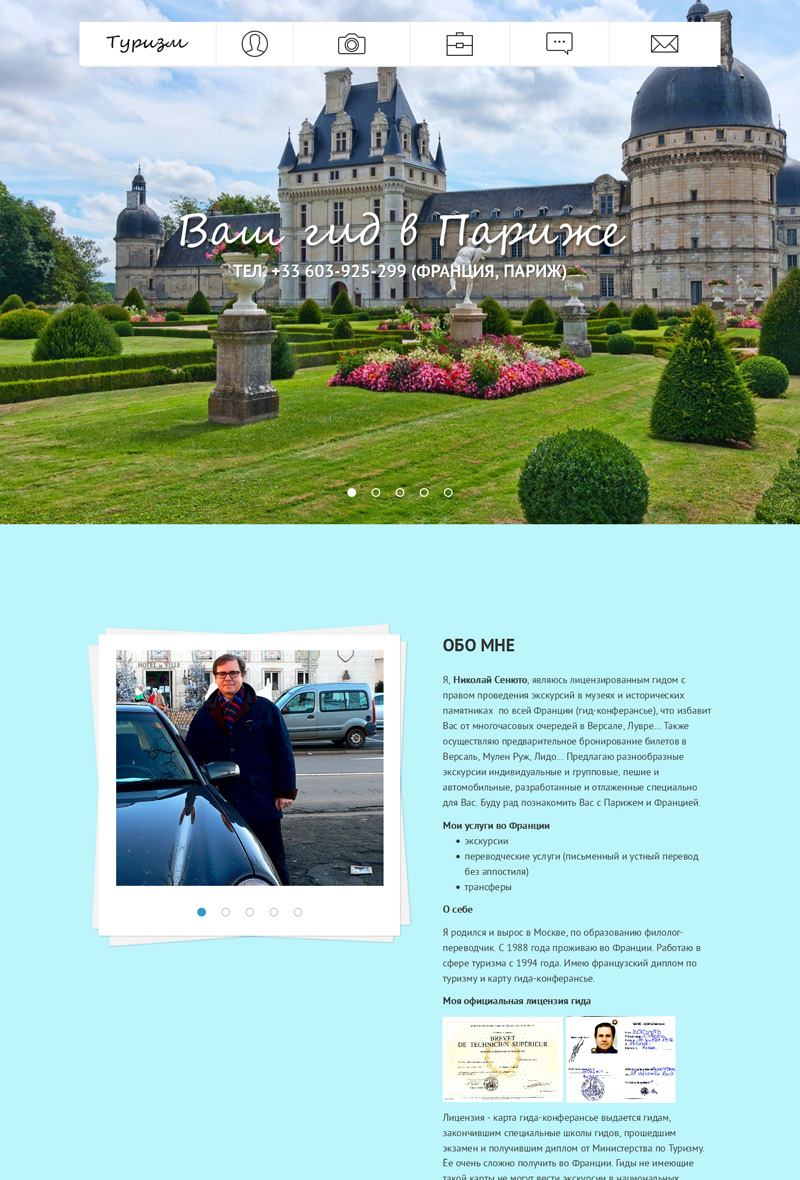 Туризм
Ваш гид в Париже
ТЕЛ. +33 603-925-299 (ФРАНЦИЯ, ПАРИЖ)
HOTEL DE VILLE
ОБО МНЕ
Я, Николай Сенюто, являюсь лицензированным гидом с
правом проведения экскурсий в музеях и исторических
памятниках по всей Франции (гид-конферансье), что избавит
Вас от многочасовых очередей в Версале, Лувре... Также
осуществляю предварительное бронирование билетов в
Версаль, Мулен Руж, Лидо... Предлагаю разнообразные
экскурсии индивидуальные и групповые, пешие и
автомобильные, разработанные и отлаженные специально
для Вас. Буду рад познакомить Вас с Парижем и Францией.
Мои услуги во Франции
экскурсии
переводческие услуги (письменный и устный перевод
без аппостиля)
трансферы
О себе
Я родился и вырос в Москве, по образованию филолог-
переводчик. С 1988 года проживаю во Франции. Работаю в
сфере туризма с 1994 года. Имею французский диплом по
туризму и карту гида-конферансье.
Моя официальная лицензия гида
BREVET
DE TECHNICIEN SUPÉRIEUR
Лицензия - карта гида-конферансье выдается гидам,
закончившим специальные школы гидов, прошедшим
экзамен и получившим диплом от Министерства по Туризму.
Ее очень сложно получить во Франции. Гиды не имеющие
такой карты не могут вести экскурсии в национальных